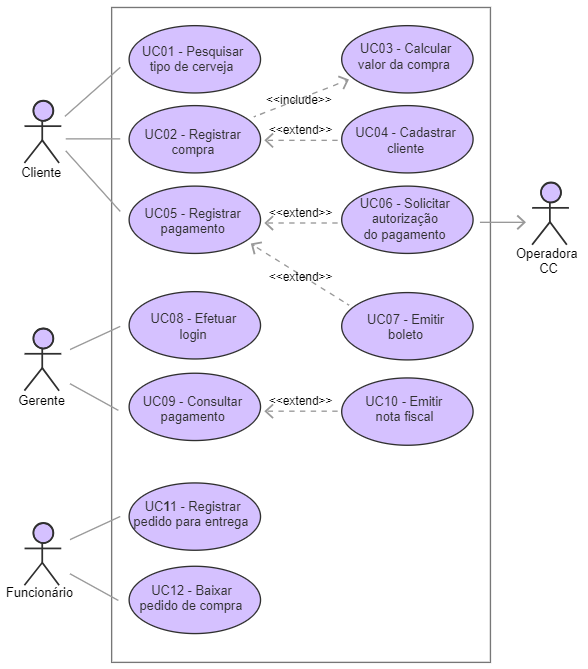 UC01 - Pesquisar
tipo de cerveja
UC03 - Calcular
valor da compra
<<include>>
UC02 - Registrar
compra
<<extend>>
UC04 - Cadastrar
cliente
Cliente
UC05 - Registrar
pagamento
<<extend>>
UC06 - Solicitar
autorização
do pagamento
Operadora
CC
<<extend>>
UC07 - Emitir
boleto
UC08 - Efetuar
login
Gerente
UC09 - Consultar
pagamento
<<extend>>
UC10 - Emitir
nota fiscal
UC11 - Registrar
pedido para entrega
Funcionário
UC12 - Baixar
pedido de compra